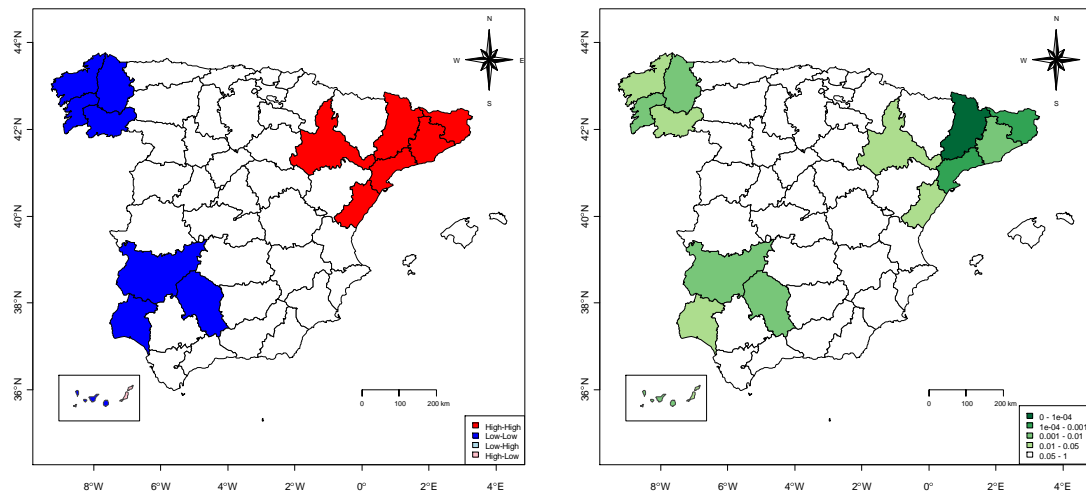 N
W E
S
44°N
42°N
40°N
38°N
36°N
0 100 200 km
High-High
Low-Low
Low-High
High-Low
8°W 6°W 4°W 2°W 0° 2°E 4°E
N
W E
S
44°N
42°N
40°N
38°N
36°N
0 100 200 km
0 - 1e-04
1e-04 - 0.001
0.001 - 0.01
0.01 - 0.05
0.05 - 1
8°W 6°W 4°W 2°W 0° 2°E 4°E